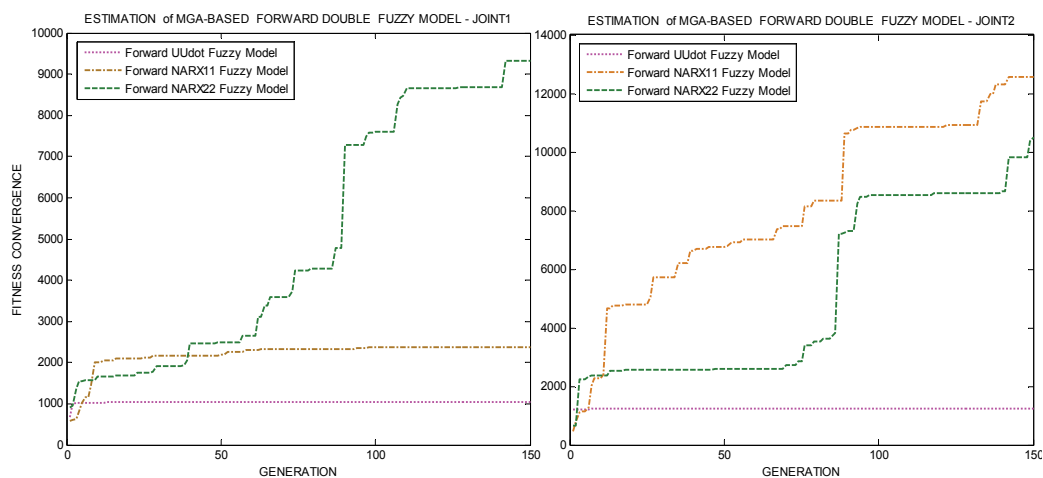 ESTIMATION of MGA-BASED FORWARD DOUBLE FUZZY MODEL - JOINT1
10000
9000
8000
7000
6000
5000
4000
3000
2000
1000
0
FITNESS CONVERGENCE
Forward UUdot Fuzzy Model
Forward NARX11 Fuzzy Model
Forward NARX22 Fuzzy Model
0
50
100
150
GENERATION
ESTIMATION of MGA-BASED FORWARD DOUBLE FUZZY MODEL - JOINT2
14000
12000
10000
8000
6000
4000
2000
0
Forward UUdot Fuzzy Model
Forward NARX11 Fuzzy Model
Forward NARX22 Fuzzy Model
0
50
100
150
GENERATION